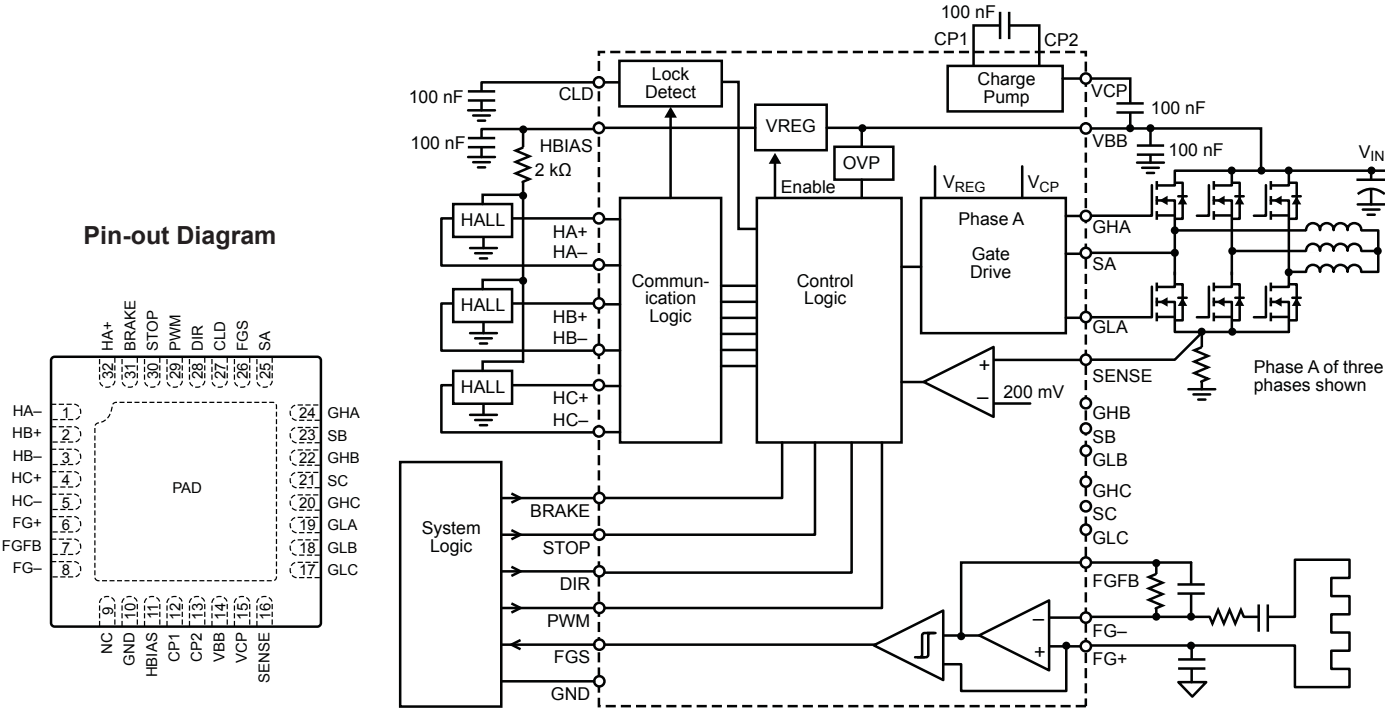 Pin-out Diagram
32 HA+
31 BRAKE
30 STOP
29 PWM
28 DIR
27 CLD
26 FGS
25 SA
HA– 1
HB+ 2
HB– 3
HC+ 4
HC– 5
FG+ 6
FGFB 7
FG– 8
PAD
24 GHA
23 SB
22 GHB
21 SC
20 GHC
19 GLA
18 GLB
17 GLC
NC 9
GND 10
HBIAS 11
CP1 12
CP2 13
VBB 14
VCP 15
SENSE 16
100 nF
CP1
CP2
Charge
Pump
VCP
100 nF
100 nF
CLD
Lock
Detect
100 nF
HBIAS
2 kΩ
VREG
OVP
Enable
VBB
100 nF
VIN
HALL
HA+
HA–
HALL
HB+
HB–
HALL
HC+
HC–
Commun-
ication
Logic
Control
Logic
VREG
VCP
Phase A
Gate
Drive
GHA
SA
GLA
+
–
200 mV
SENSE
Phase A of three
phases shown
GHB
SB
GLB
GHC
SC
GLC
System
Logic
BRAKE
STOP
DIR
PWM
FGS
GND
–
+
FGFB
FG–
FG+